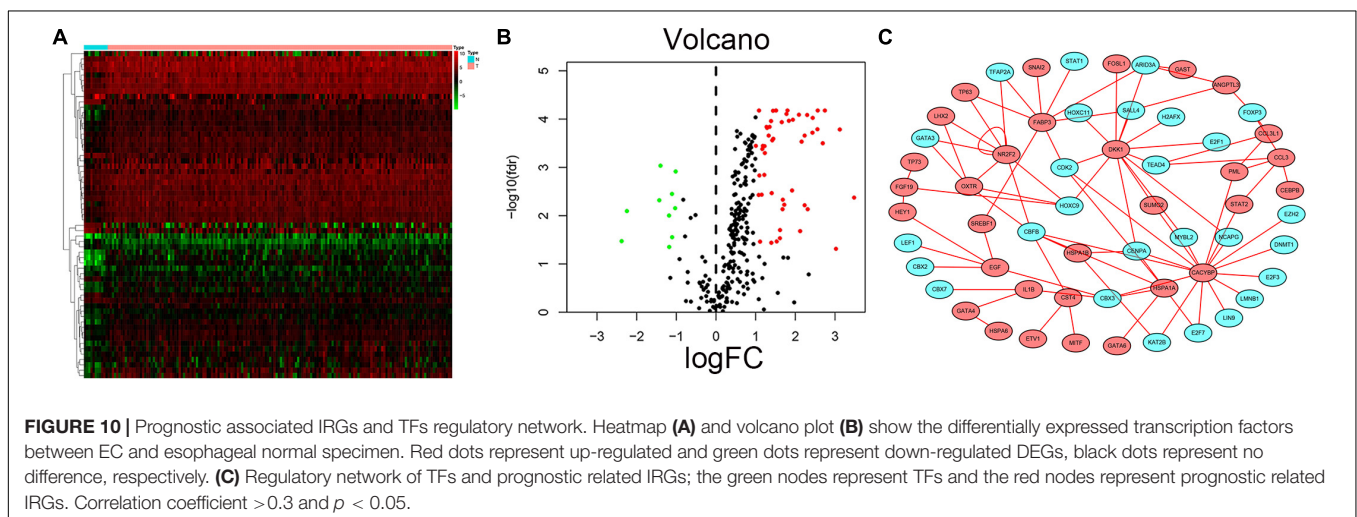 A
Type
Type
N
T
10
5
0
−5
B
Volcano
−log10(fdr)
5
4
3
2
1
0
−3
−2
−1
0
1
2
3
logFC
C
STAT1
FOSL1
ARID3A
SNAI2
GAST
TFAP2A
ANGPTL3
TP63
HOXC11
SALL4
FOXP3
LHX2
FABP3
H2AFX
CCL3L1
GATA3
E2F1
NR2F2
DKK1
CCL3
TP73
CDK2
TEAD4
PML
FGF19
OXTR
CEBPB
HEY1
HOXC9
SUMO2
STAT2
SREBF1
CBFB
MYBL2
NCAPG
EZH2
LEF1
HSPA1B
CENPA
DNMT1
CBX2
EGF
CACYBP
E2F3
CBX7
IL1B
CST4
CBX3
HSPA1A
LMNB1
GATA4
LIN9
HSPA6
E2F7
ETV1
MITF
GATA6
KAT2B
FIGURE 10 | Prognostic associated IRGs and TFs regulatory network. Heatmap (A) and volcano plot (B) show the differentially expressed transcription factors
between EC and esophageal normal specimen. Red dots represent up-regulated and green dots represent down-regulated DEGs, black dots represent no
difference, respectively. (C) Regulatory network of TFs and prognostic related IRGs; the green nodes represent TFs and the red nodes represent prognostic related
IRGs. Correlation coefficient >0.3 and p < 0.05.